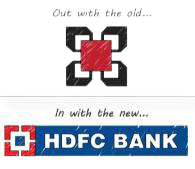 Out with the old...
In with the new...
HDFC BANK